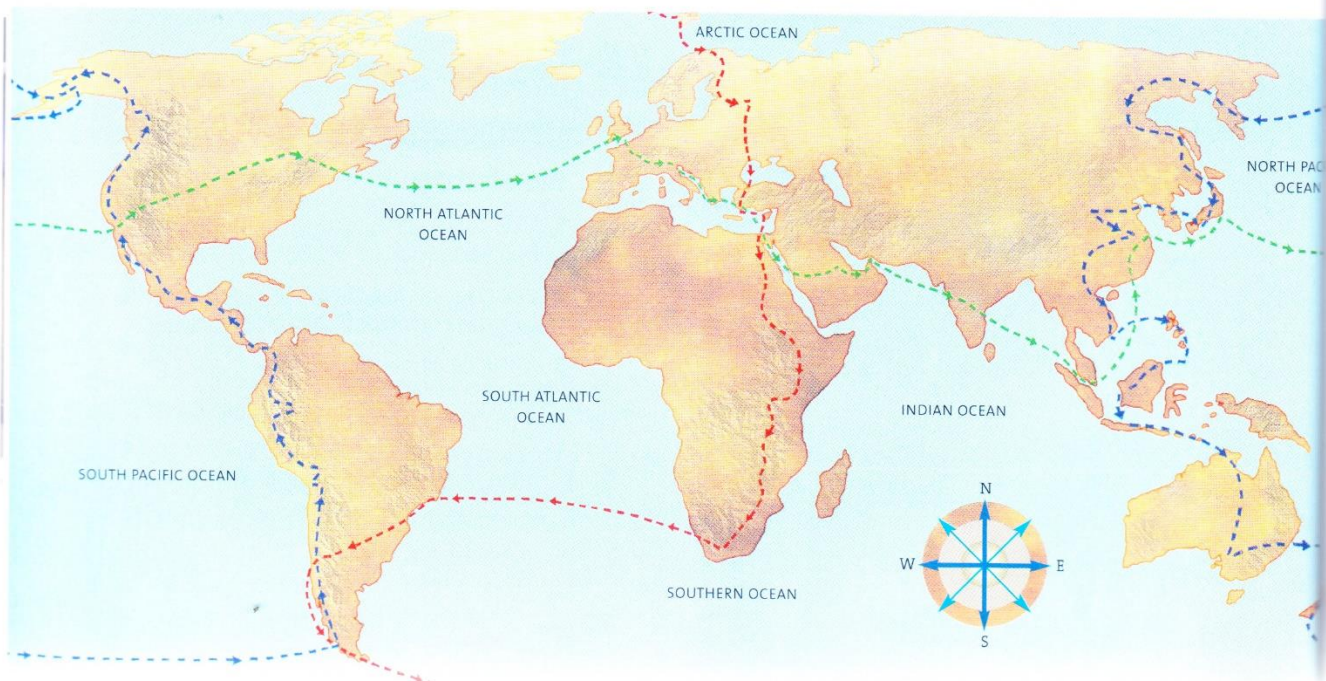 ARCTIC OCEAN
NORTH PAC
OCEAN
NORTH ATLANTIC
OCEAN
SOUTH ATLANTIC
OCEAN
INDIAN OCEAN
SOUTH PACIFIC OCEAN
N
W
E
S
SOUTHERN OCEAN